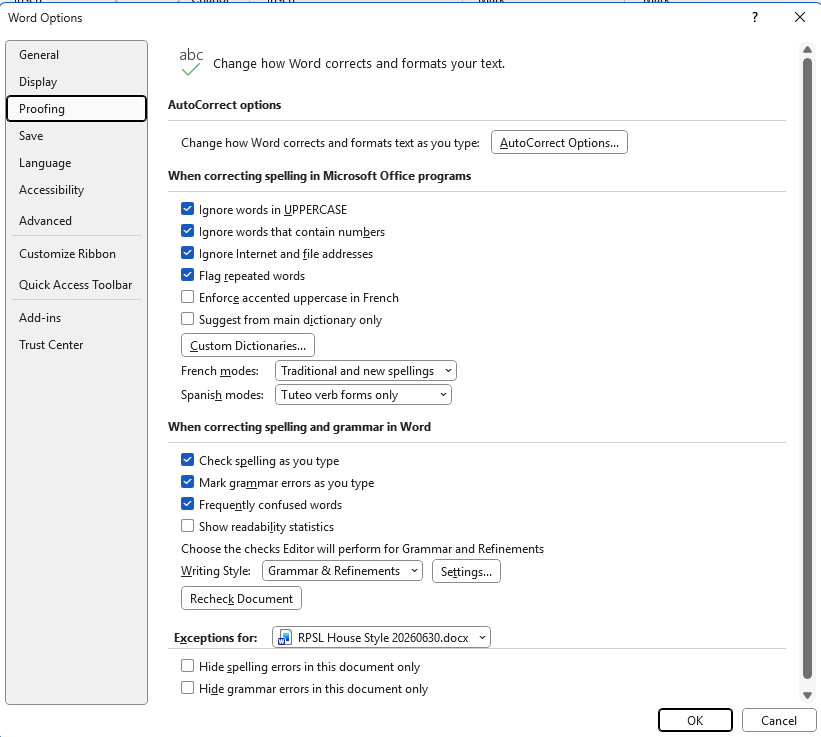 Word Options
?
General
Display
Proofing
Save
Language
Accessibility
Advanced
Customize Ribbon
Quick Access Toolbar
Add-ins
Trust Center
abc
Change how Word corrects and formats your text.
AutoCorrect options
Change how Word corrects and formats text as you type: AutoCorrect Options...
When correcting spelling in Microsoft Office programs
Ignore words in UPPERCASE
Ignore words that contain numbers
Ignore Internet and file addresses
Flag repeated words
Enforce accented uppercase in French
Suggest from main dictionary only
Custom Dictionaries...
French modes: Traditional and new spellings
Spanish modes: Tuteo verb forms only
When correcting spelling and grammar in Word
Check spelling as you type
Mark grammar errors as you type
Frequently confused words
Show readability statistics
Choose the checks Editor will perform for Grammar and Refinements
Writing Style: Grammar & Refinements Settings...
Recheck Document
Exceptions for: RPSL House Style 20260630.docx
Hide spelling errors in this document only
Hide grammar errors in this document only
OK Cancel